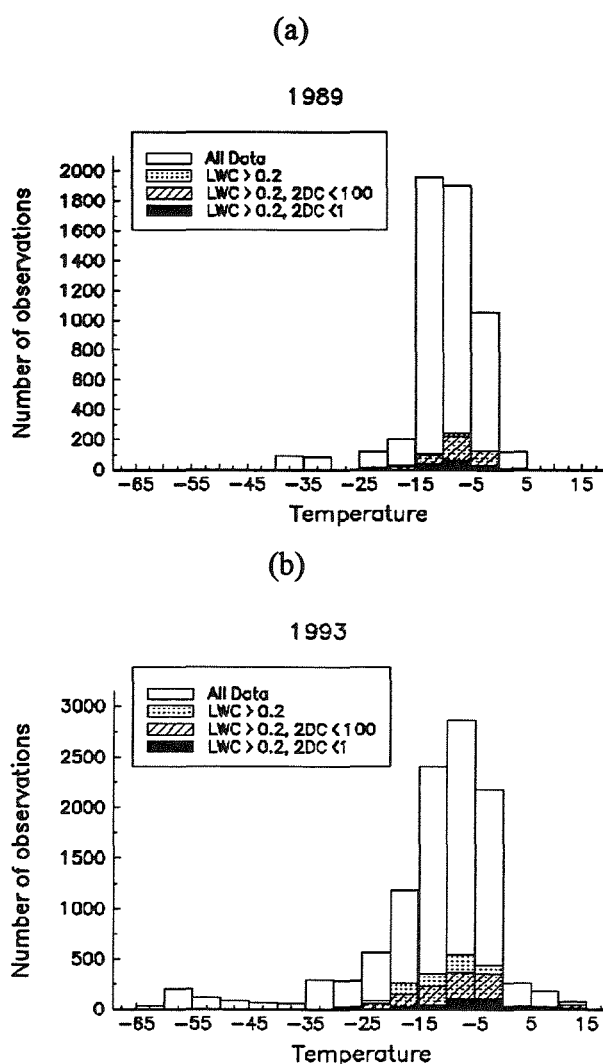 (a)
1989
All Data
LWC>0.2
LWC>0.2, 2DC<100
LWC>0.2, 2DC<1
Number of observations
2000
1800
1600
1400
1200
1000
800
600
400
200
0
-65 -55 -45 -35 -25 -15 -5 5 15
Temperature
(b)
1993
All Data
LWC>0.2
LWC>0.2, 2DC<100
LWC>0.2, 2DC<1
Number of observations
3000
2500
2000
1500
1000
500
0
-65 -55 -45 -35 -25 -15 -5 5 15
Temperature